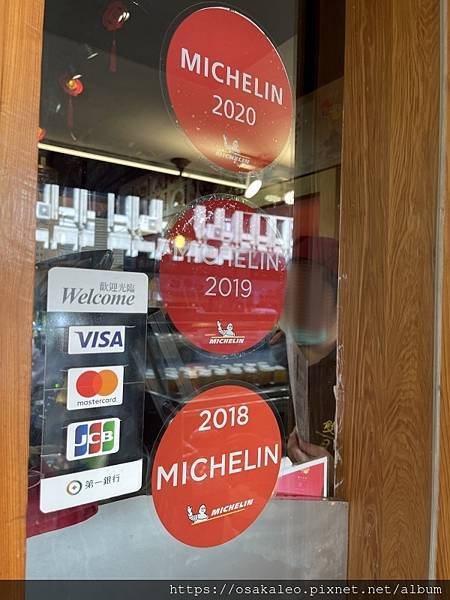 MICHELIN
2020
MICHELIN
MICHELIN
2019
MICHELIN
歡迎光臨
Welcome
VISA
mastercard
JCB
第一銀行
2018
MICHELIN
MICHELIN
https://osakaleo.pixnet.net/album